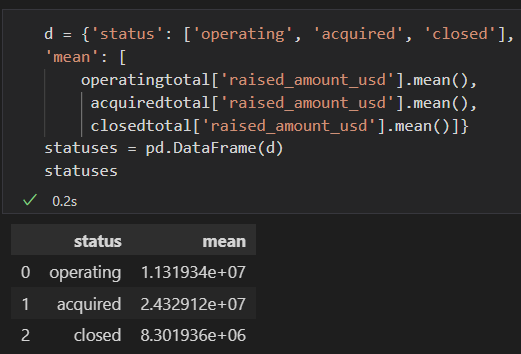 d = {'status': ['operating', 'acquired', 'closed'],
'mean': [
operatingtotal['raised_amount_usd'].mean(),
acquiredtotal['raised_amount_usd'].mean(),
closedtotal['raised_amount_usd'].mean()]}
statuses = pd.DataFrame(d)
statuses
0.2s
status mean
0 operating 1.131934e+07
1 acquired 2.432912e+07
2 closed 8.301936e+06